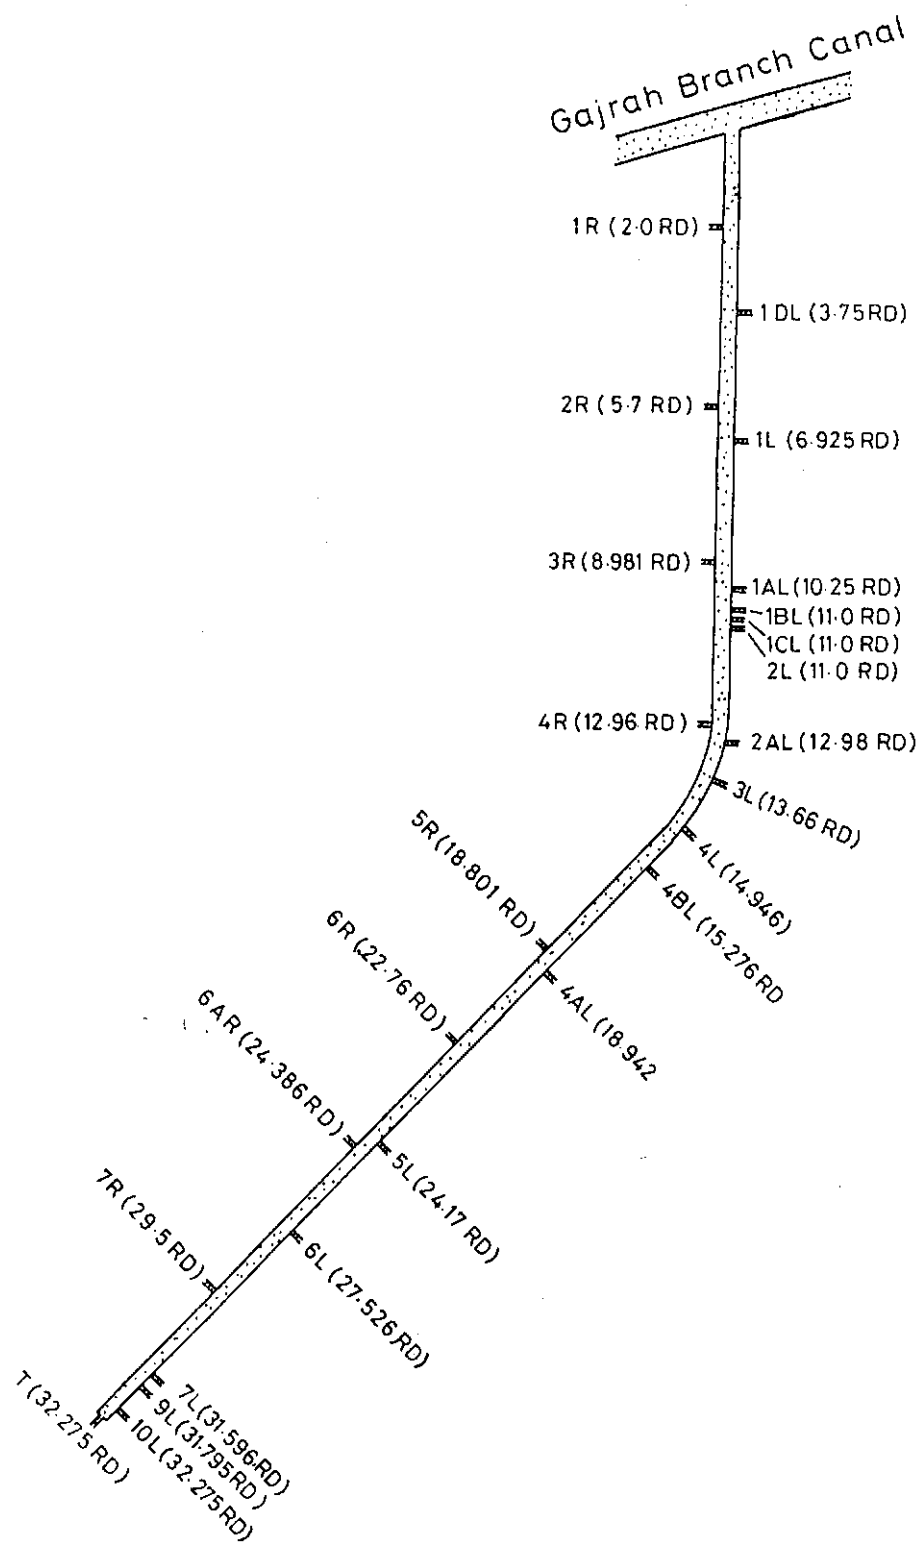 Gajrah Branch Canal
1R (2.0 RD)
1DL (3.75RD)
2R (5.7 RD)
1L (6.925 RD)
3R (8.981 RD)
1AL (10.25 RD)
1BL (11.0 RD)
1CL (11.0 RD)
2L (11.0 RD)
4R (12.96 RD)
2AL (12.98 RD)
3L (13.66 RD)
4L (14.946)
4BL (15.276 RD
5R (18.801 RD)
4AL (18.942
6R (22.76 RD)
6AR (24.386 RD)
5L (24.17 RD)
6L (27.526 RD)
7R (29.5 RD)
7L (31.596 RD)
9L (31.795 RD)
10L (32.275 RD)
T (32.275 RD)